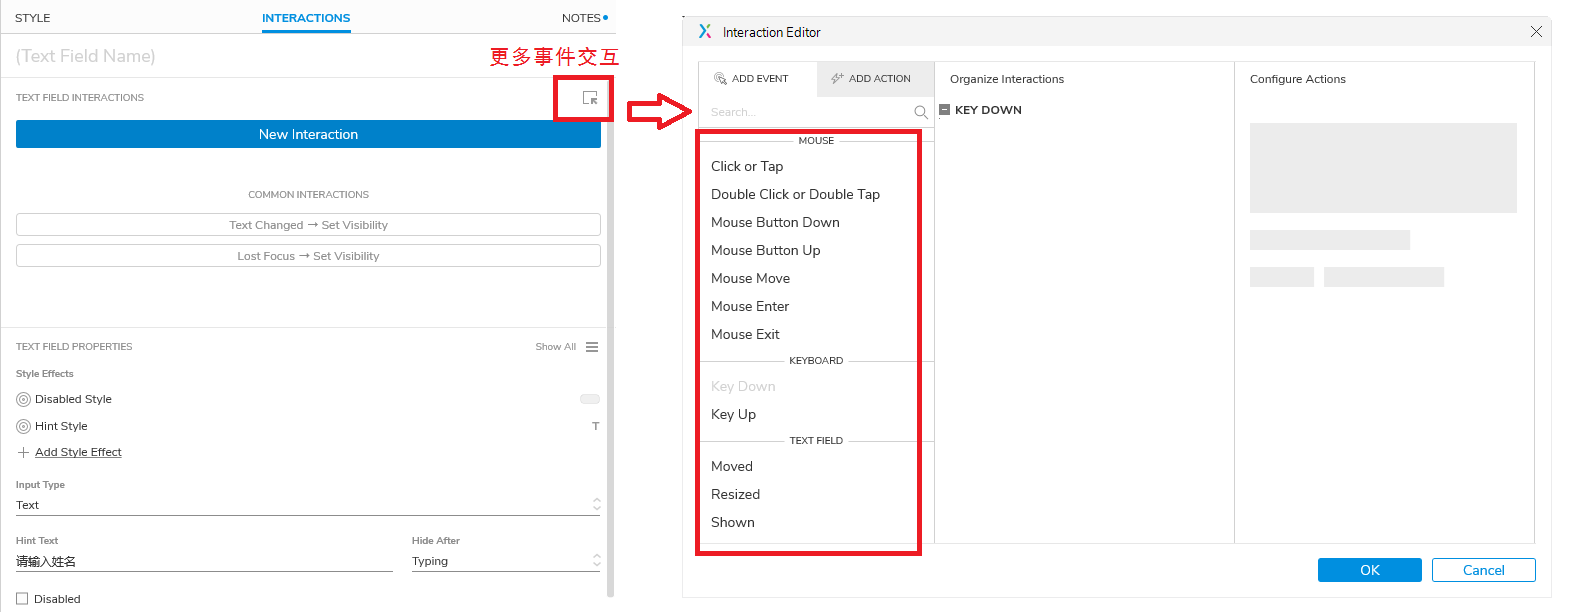 STYLE
INTERACTIONS
NOTES
(Text Field Name)
更多事件交互
TEXT FIELD INTERACTIONS
New Interaction
COMMON INTERACTIONS
Text Changed → Set Visibility
Lost Focus → Set Visibility
TEXT FIELD PROPERTIES
Show All
Style Effects
Disabled Style
Hint Style
T
Add Style Effect
Input Type
Text
Hint Text
Hide After
请输入姓名
Typing
Disabled
Interaction Editor
ADD EVENT
ADD ACTION
Search...
MOUSE
Click or Tap
Double Click or Double Tap
Mouse Button Down
Mouse Button Up
Mouse Move
Mouse Enter
Mouse Exit
KEYBOARD
Key Down
Key Up
TEXT FIELD
Moved
Resized
Shown
Organize Interactions
KEY DOWN
Configure Actions
OK
Cancel